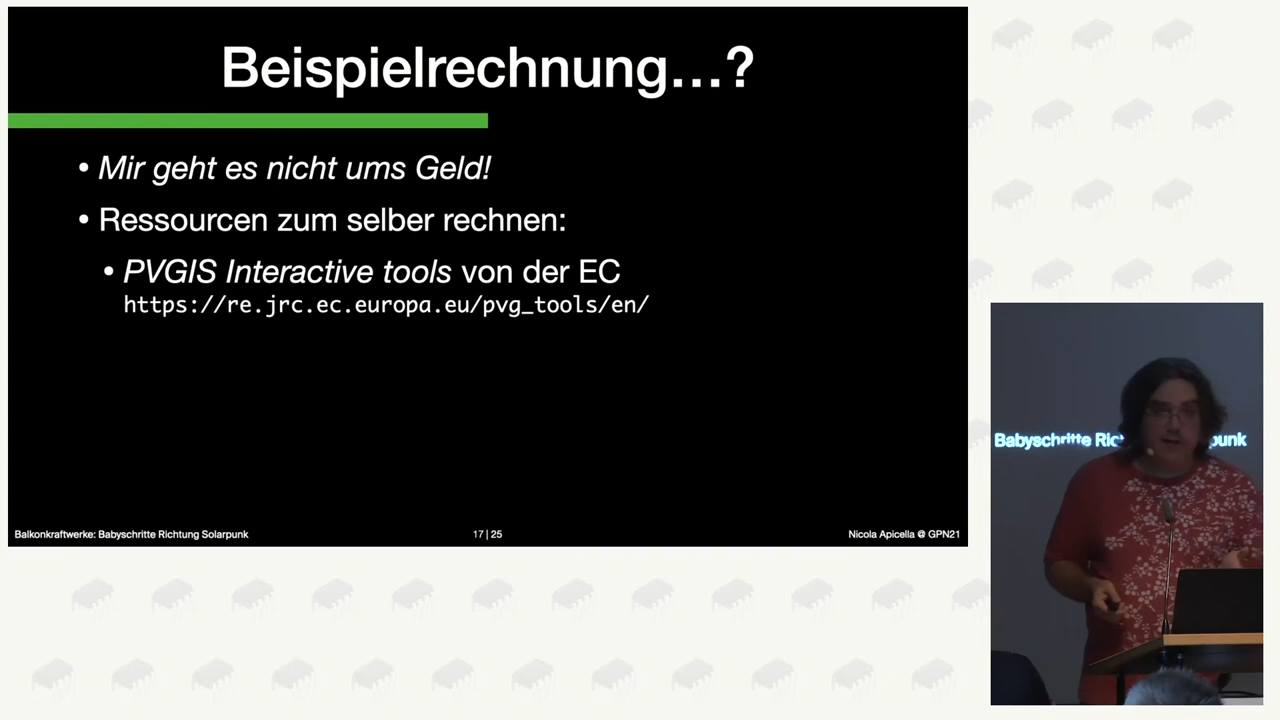 Beispielrechnung…?
• Mir geht es nicht ums Geld!
• Ressourcen zum selber rechnen:
• PVGIS Interactive tools von der EC
https://re.jrc.ec.europa.eu/pvg_tools/en/
Balkonkraftwerke: Babyschritte Richtung Solarpunk
17 | 25
Nicola Apicella @ GPN21
Babyschritte Ric
punk